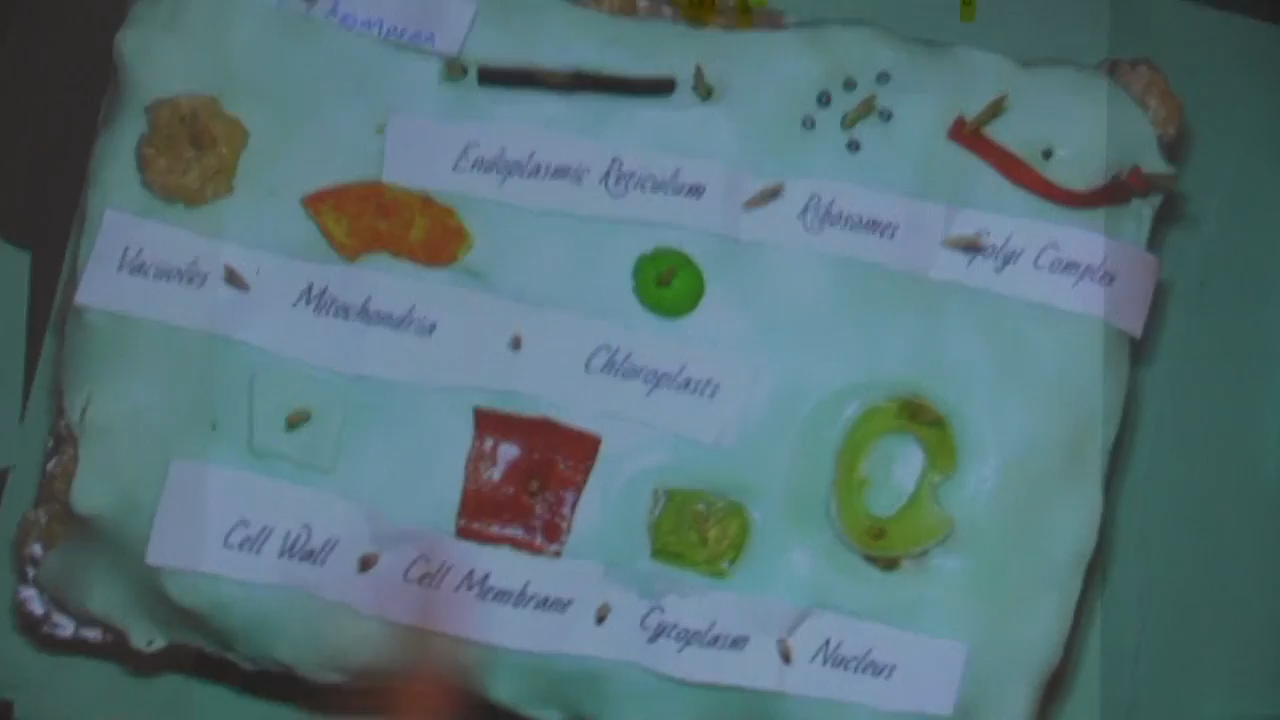 Endoplasmic Reticulum
Ribosomes
Golgi Complex
Vacuoles
Mitochondria
Chloroplasts
Cell Wall
Cell Membrane
Cytoplasm
Nucleus